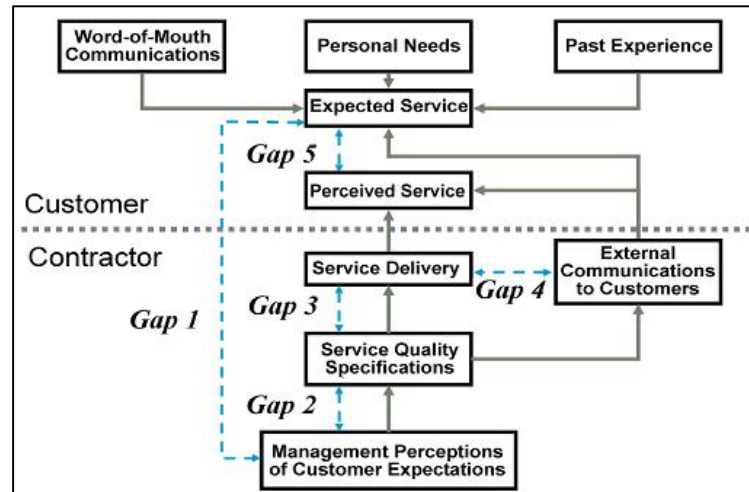 Word-of-Mouth
Communications
Personal Needs
Past Experience
Expected Service
Gap 5
Perceived Service
Customer
Contractor
Service Delivery
External
Communications
to Customers
Gap 4
Gap 3
Gap 1
Service Quality
Specifications
Gap 2
Management Perceptions
of Customer Expectations